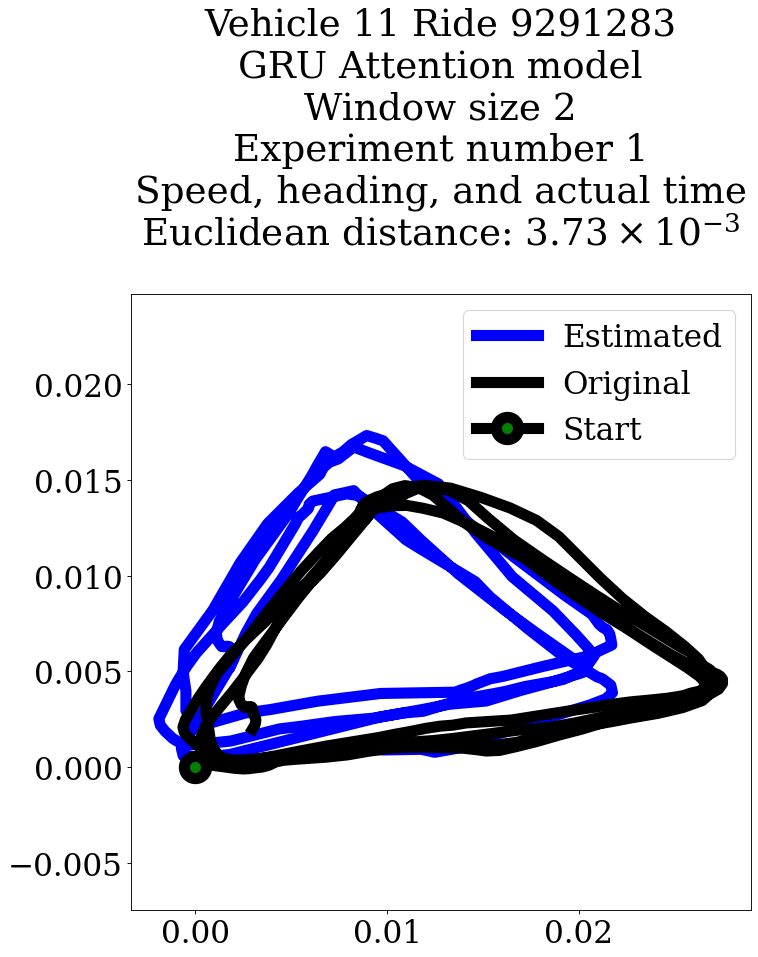 Vehicle 11 Ride 9291283
GRU Attention model
Window size 2
Experiment number 1
Speed, heading, and actual time
Euclidean distance: 3.73 × 10⁻³
Estimated
Original
Start
0.020
0.015
0.010
0.005
0.000
−0.005
0.00 0.01 0.02